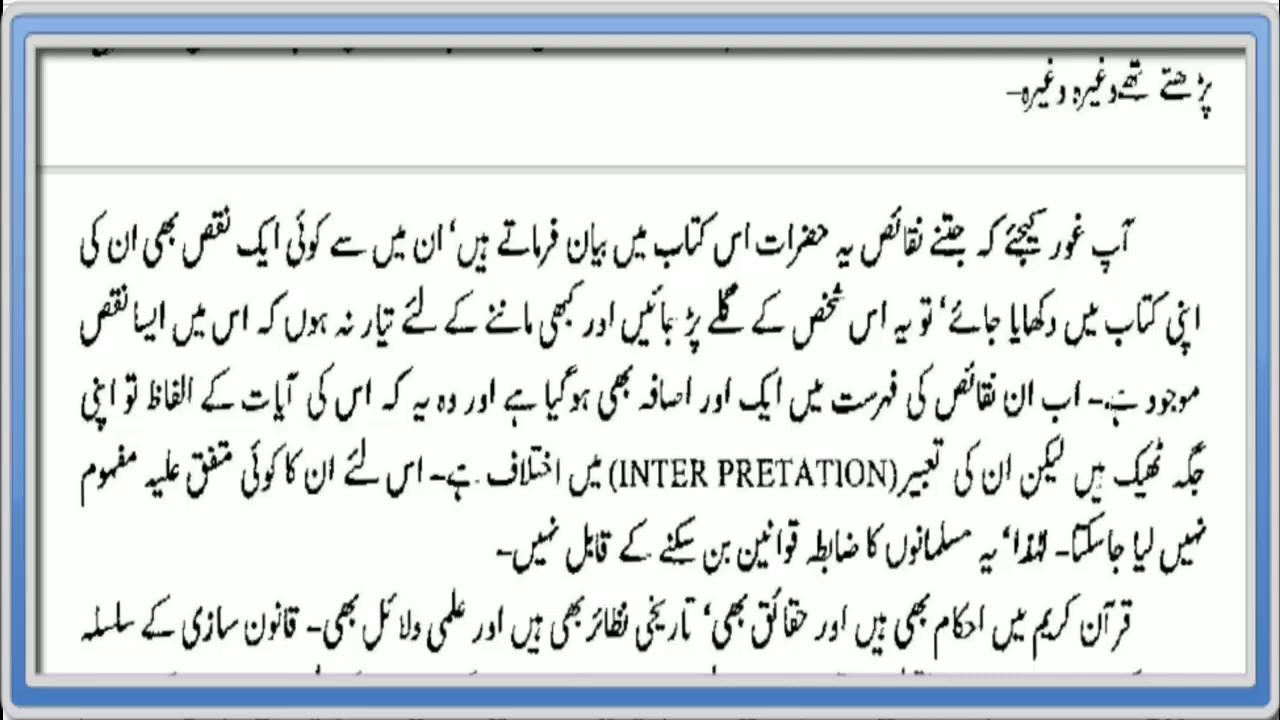 پڑھتے تھے وغیرہ وغیرہ۔
آپ غور کیجئے کہ جتنے نقائص یہ حضرات اس کتاب میں بیان فرماتے ہیں‘ ان میں سے کوئی ایک نقص بھی ان کی
اپنی کتاب میں دکھایا جائے‘ تو یہ اس شخص کے گلے پڑ جائیں اور کبھی ماننے کے لئے تیار نہ ہوں کہ اس میں ایسا نقص
موجود ہے۔ اب ان نقائص کی فہرست میں ایک اور اضافہ بھی ہوگیا ہے اور وہ یہ کہ اس کی آیات کے الفاظ تو اپنی
جگہ ٹھیک ہیں لیکن ان کی تعبیر (INTER PRETATION) میں اختلاف ہے۔ اس لئے ان کا کوئی متفق علیہ مفہوم
نہیں لیا جاسکتا۔ لہٰذا‘ یہ مسلمانوں کا ضابطہ قوانین بن سکنے کے قابل نہیں۔
قرآن کریم میں احکام بھی ہیں اور حقائق بھی‘ تاریخی نظائر بھی ہیں اور علمی دلائل بھی۔ قانون سازی کے سلسلہ